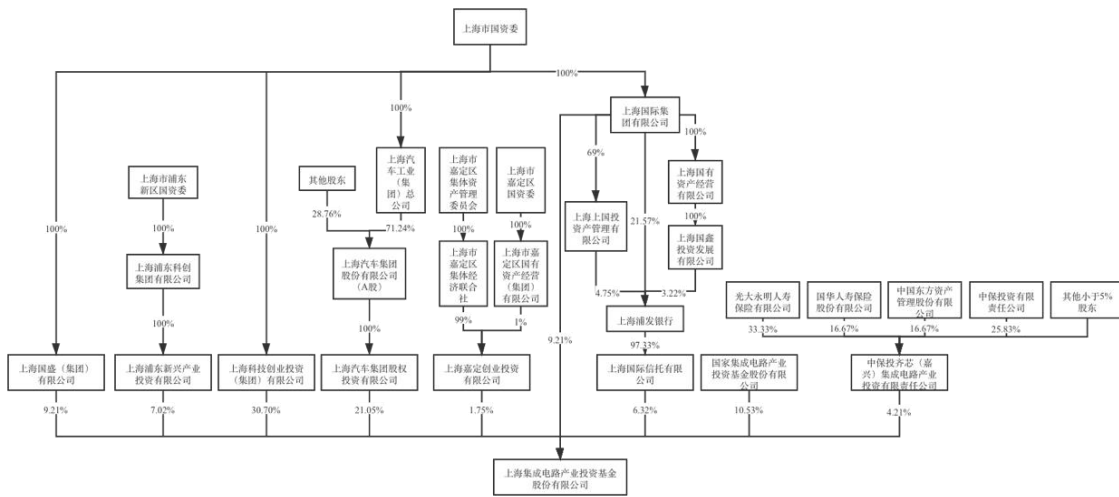 上海市国资委
100%
上海国际集
团有限公司
100%
100%
69%
上海汽
车工业
（集
团）总
公司
上海市
嘉定区
集体资
产管理
委员会
上海市
嘉定区
国资委
上海国有
资产经营
有限公司
上海市浦东
新区国资委
其他股东
28.76%
71.24%
100%
100%
21.57%
100%
上海上国投
资产管理有
限公司
上海国鑫
投资发展
有限公司
100%
100%
100%
上海浦东科创
集团有限公司
上海汽车集团
股份有限公司
（A股）
上海市
嘉定区
集体经
济联合
社
上海市嘉
定区国有
资产经营
（集团）
有限公司
4.75%
3.22%
光大永明人寿
保险有限公司
国华人寿保险
股份有限公司
中国东方资产
管理股份有限
公司
中保投资有限
责任公司
其他小于5%
股东
100%
100%
99%
1%
上海浦发银行
33.33%
16.67%
16.67%
25.83%
9.21%
97.33%
上海国盛（集团）
有限公司
上海浦东新兴产业
投资有限公司
上海科技创业投资
（集团）有限公司
上海汽车集团股权
投资有限公司
上海嘉定创业投资
有限公司
上海国际信托有限
公司
国家集成电路产业
投资基金股份有限
公司
中保投齐芯（嘉
兴）集成电路产业
投资有限责任公司
9.21%
7.02%
30.70%
21.05%
1.75%
6.32%
10.53%
4.21%
上海集成电路产业投资基金
股份有限公司